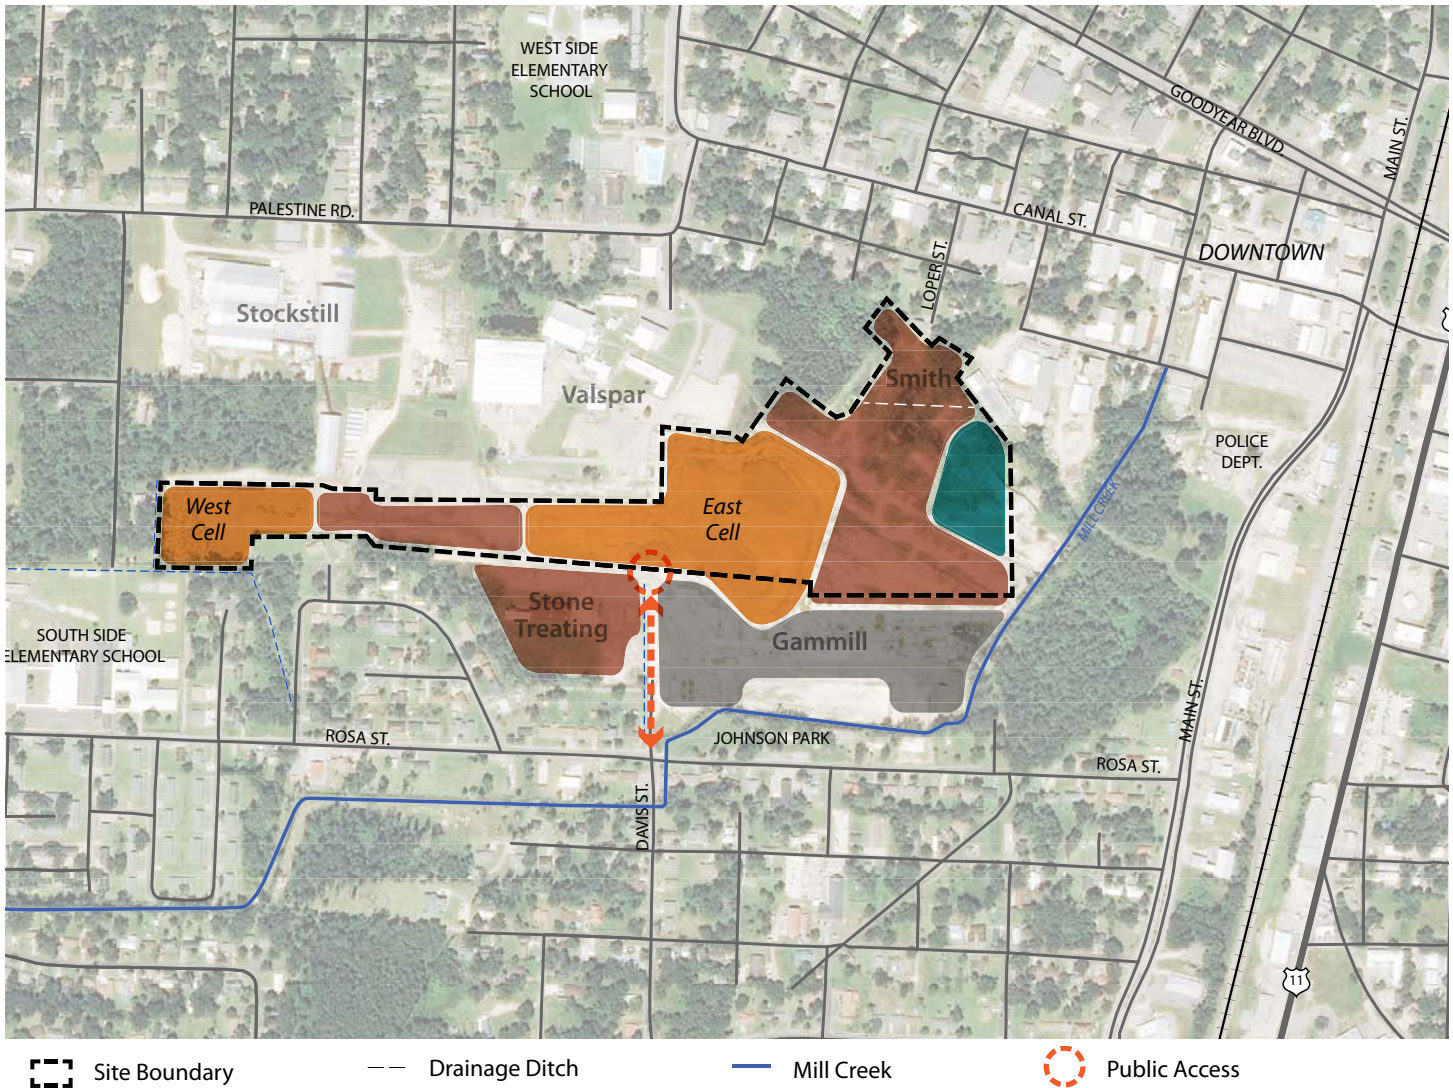 WEST SIDE
ELEMENTARY
SCHOOL
GOODYEAR BLVD.
MAIN ST.
PALESTINE RD.
CANAL ST.
DOWNTOWN
LOPER ST.
Stockstill
Valspar
Smith
POLICE
DEPT.
West
Cell
East
Cell
MILL CREEK
Stone
Treating
Gammill
SOUTH SIDE
ELEMENTARY SCHOOL
MAIN ST.
ROSA ST.
JOHNSON PARK
ROSA ST.
DAVIS ST.
11
Site Boundary
Drainage Ditch
Mill Creek
Public Access